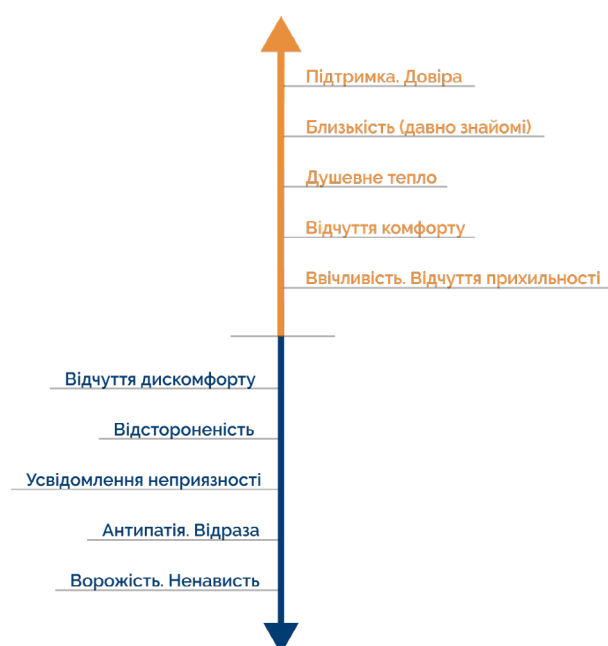 Підтримка. Довіра
Близькість (давно знайомі)
Душевне тепло
Відчуття комфорту
Ввічливість. Відчуття прихильності
Відчуття дискомфорту
Відстороненість
Усвідомлення неприязності
Антипатія. Відраза
Ворожість. Ненависть